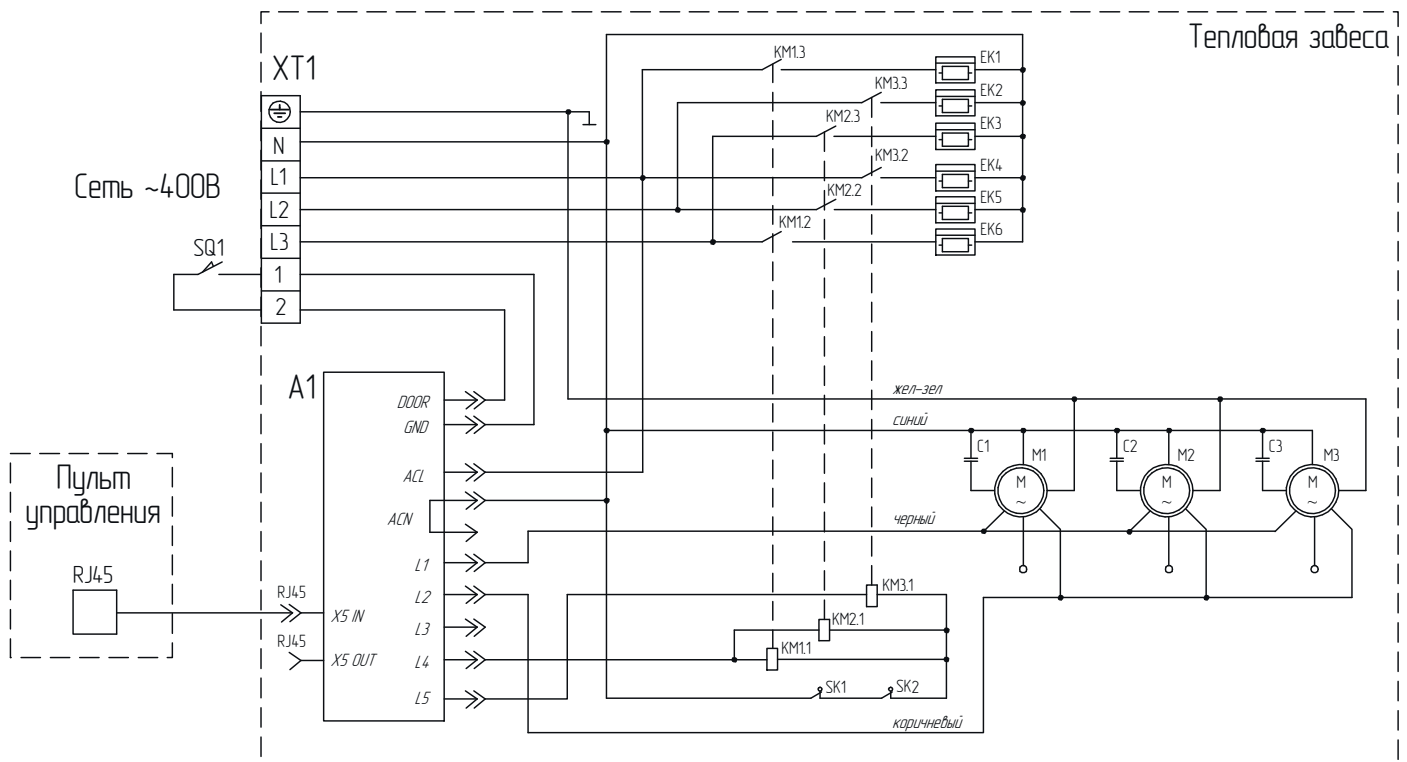 Тепловая завеса
XT1
N
L1
L2
L3
1
2
Сеть ~400В
SQ1
KM1.3
EK1
KM3.3
EK2
KM2.3
EK3
KM3.2
EK4
KM2.2
EK5
KM1.2
EK6
A1
DOOR
GND
ACL
ACN
L1
L2
L3
L4
L5
X5 IN
X5 OUT
RJ45
RJ45
Пульт
управления
RJ45
жел-зел
синий
C1
M1
C2
M2
C3
M3
M
~
M
~
M
~
черный
KM3.1
KM2.1
KM1.1
SK1
SK2
коричневый